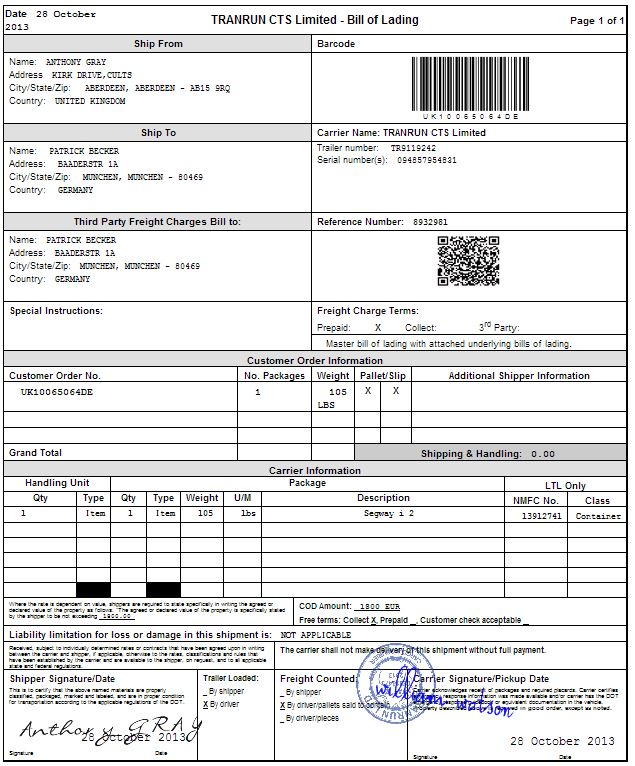 Date 28 October 2013
TRANRUN CTS Limited - Bill of Lading
Page 1 of 1
Ship From
Name: ANTHONY GRAY
Address KIRK DRIVE,CULTS
City/State/Zip: ABERDEEN, ABERDEEN - AB15 9RQ
Country: UNITED KINGDOM
Barcode
UK10065064DE
Ship To
Name: PATRICK BECKER
Address: BAADERSTR 1A
City/State/Zip: MUNCHEN, MUNCHEN - 80469
Country: GERMANY
Carrier Name: TRANRUN CTS Limited
Trailer number: TR9119242
Serial number(s): 094857954831
Third Party Freight Charges Bill to:
Name: PATRICK BECKER
Address: BAADERSTR 1A
City/State/Zip: MUNCHEN, MUNCHEN - 80469
Country: GERMANY
Reference Number: 8932981
Special Instructions:
Freight Charge Terms:
Prepaid: X Collect: 3rd Party:
Master bill of lading with attached underlying bills of lading.
Customer Order Information
Customer Order No. No. Packages Weight Pallet/Slip Additional Shipper Information
UK10065064DE 1 105 LBS X X
Grand Total Shipping & Handling: 0.00
Carrier Information
Handling Unit Package LTL Only
Qty Type Qty Type Weight U/M Description NMFC No. Class
1 Item 1 Item 105 lbs Segway i 2 13912741 Container
Where the rate is dependent on value, shippers are required to state specifically in writing the agreed or
declared value of the property as follows: "The agreed or declared value of the property is specifically stated
by the shipper to be not exceeding 1800.00
COD Amount: 1800 EUR
Free terms: Collect X Prepaid _ Customer check acceptable _
Liability limitation for loss or damage in this shipment is: NOT APPLICABLE
Received, subject to individually determined rates or contracts that have been agreed upon in writing
between the carrier and shipper, if applicable, otherwise to the rates, classifications and rules that
have been established by the carrier and are available to the shipper, on request, and to all applicable
state and federal regulations.
The carrier shall not make delivery of this shipment without full payment.
Shipper Signature/Date
This is to certify that the above named materials are properly
classified, packaged, marked and labeled, and are in proper condition
for transportation according to the applicable regulations of the DOT.
Anthony GRAY
28 October 2013
Signature Date
Trailer Loaded:
_ By shipper
X By driver
Freight Counted:
_ By shipper
X By driver/pallets said to contain
_ By driver/pieces
Carrier Signature/Pickup Date
Carrier acknowledges receipt of packages and required placards. Carrier certifies
emergency response information was made available and/or carrier has the DOT
emergency response guidebook or equivalent documentation in the vehicle.
Property described above is received in good order, except as noted.
William Watson
28 October 2013
Signature Date